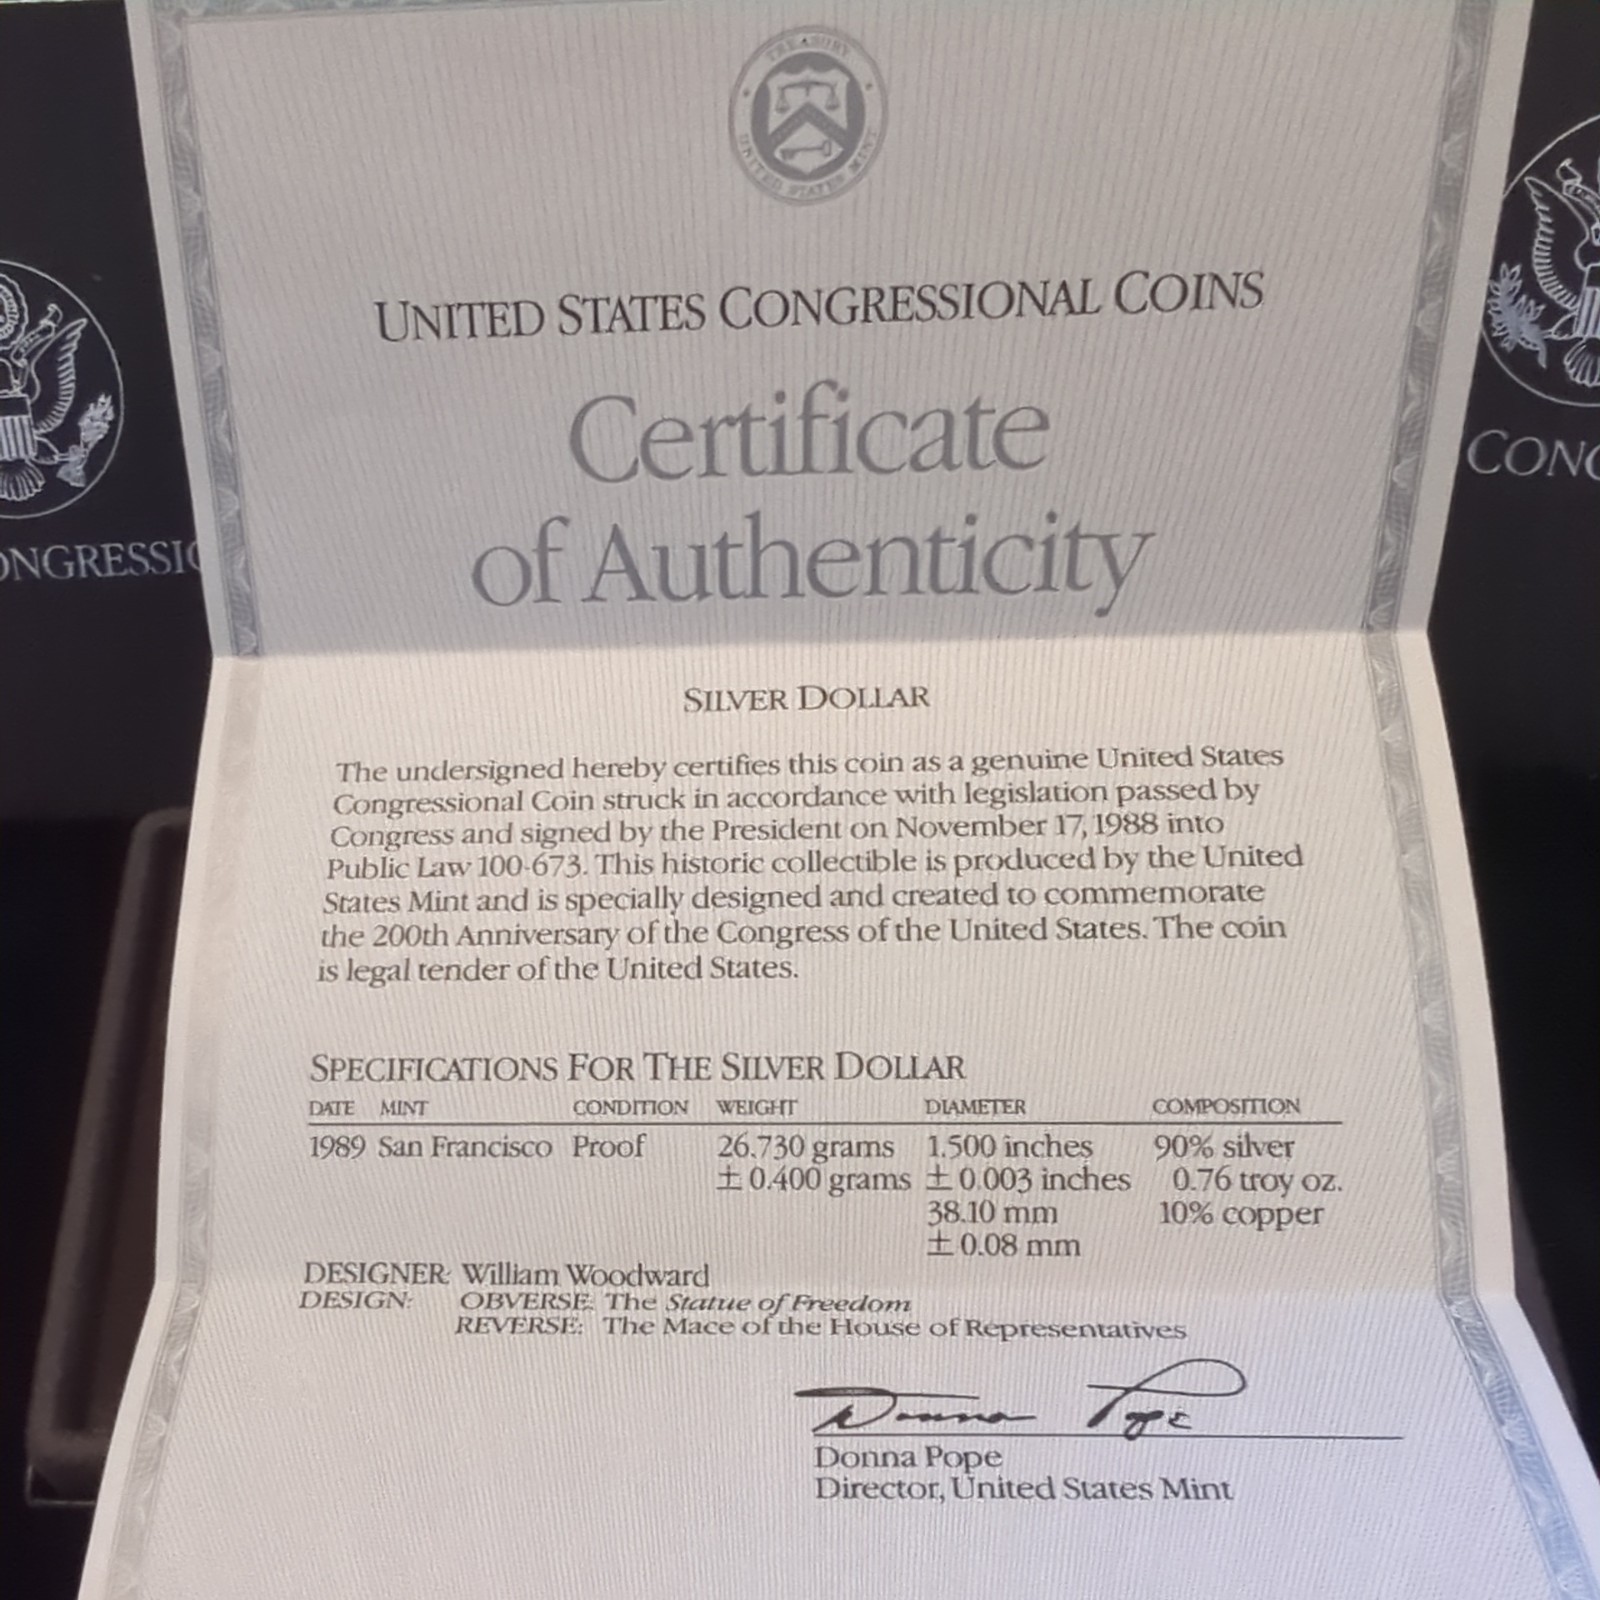 TREASURY
UNITED STATES MINT
UNITED STATES CONGRESSIONAL COINS
Certificate
of Authenticity
SILVER DOLLAR
The undersigned hereby certifies this coin as a genuine United States
Congressional Coin struck in accordance with legislation passed by
Congress and signed by the President on November 17, 1988 into
Public Law 100-673. This historic collectible is produced by the United
States Mint and is specially designed and created to commemorate
the 200th Anniversary of the Congress of the United States. The coin
is legal tender of the United States.
SPECIFICATIONS FOR THE SILVER DOLLAR
DATE MINT CONDITION WEIGHT DIAMETER COMPOSITION
1989 San Francisco Proof 26.730 grams 1.500 inches 90% silver
± 0.400 grams ± 0.003 inches 0.76 troy oz.
38.10 mm 10% copper
± 0.08 mm
DESIGNER: William Woodward
DESIGN: OBVERSE: The Statue of Freedom
REVERSE: The Mace of the House of Representatives
Donna Pope
Donna Pope
Director, United States Mint
ONGRESSIO
CONG